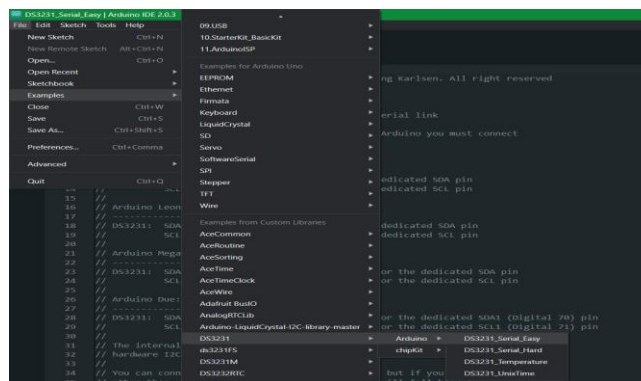 DS3231_Serial_Easy | Arduino IDE 2.0.3
File Edit Sketch Tools Help
New Sketch Ctrl+N
New Remote Sketch Alt+Ctrl+N
Open... Ctrl+O
Open Recent
Sketchbook
Examples
Close Ctrl+W
Save Ctrl+S
Save As... Ctrl+Shift+S
Preferences... Ctrl+Comma
Advanced
Quit Ctrl+Q
09.USB
10.StarterKit_BasicKit
11.ArduinoISP
Examples for Arduino Uno
EEPROM
Ethernet
Firmata
Keyboard
LiquidCrystal
SD
Servo
SoftwareSerial
SPI
Stepper
TFT
Wire
Examples from Custom Libraries
AceCommon
AceRoutine
AceSorting
AceTime
AceTimeClock
AceWire
Adafruit BusIO
AnalogRTCLib
Arduino-LiquidCrystal-I2C-library-master
DS3231
ds3231FS
DS3231M
DS3232RTC
Arduino
chipKit
DS3231_Serial_Easy
DS3231_Serial_Hard
DS3231_Temperature
DS3231_UnixTime
ng Karlsen. All right reserved
erial link
Arduino you must connect
edicated SDA pin
14 // SCL edicated SCL pin
15 //
16 // Arduino Leon
17 // ------------
18 // DS3231: SDA dedicated SDA pin
19 // SCL dedicated SCL pin
20 //
21 // Arduino Mega
22 // ------------
23 // DS3231: SDA or the dedicated SDA pin
24 // SCL or the dedicated SCL pin
25 //
26 // Arduino Due:
27 // ------------
28 // DS3231: SDA or the dedicated SDA1 (Digital 70) pin
29 // SCL or the dedicated SCL1 (Digital 71) pin
30 //
31 // The internal
32 // hardware I2C
33 //
34 // You can conn but if you